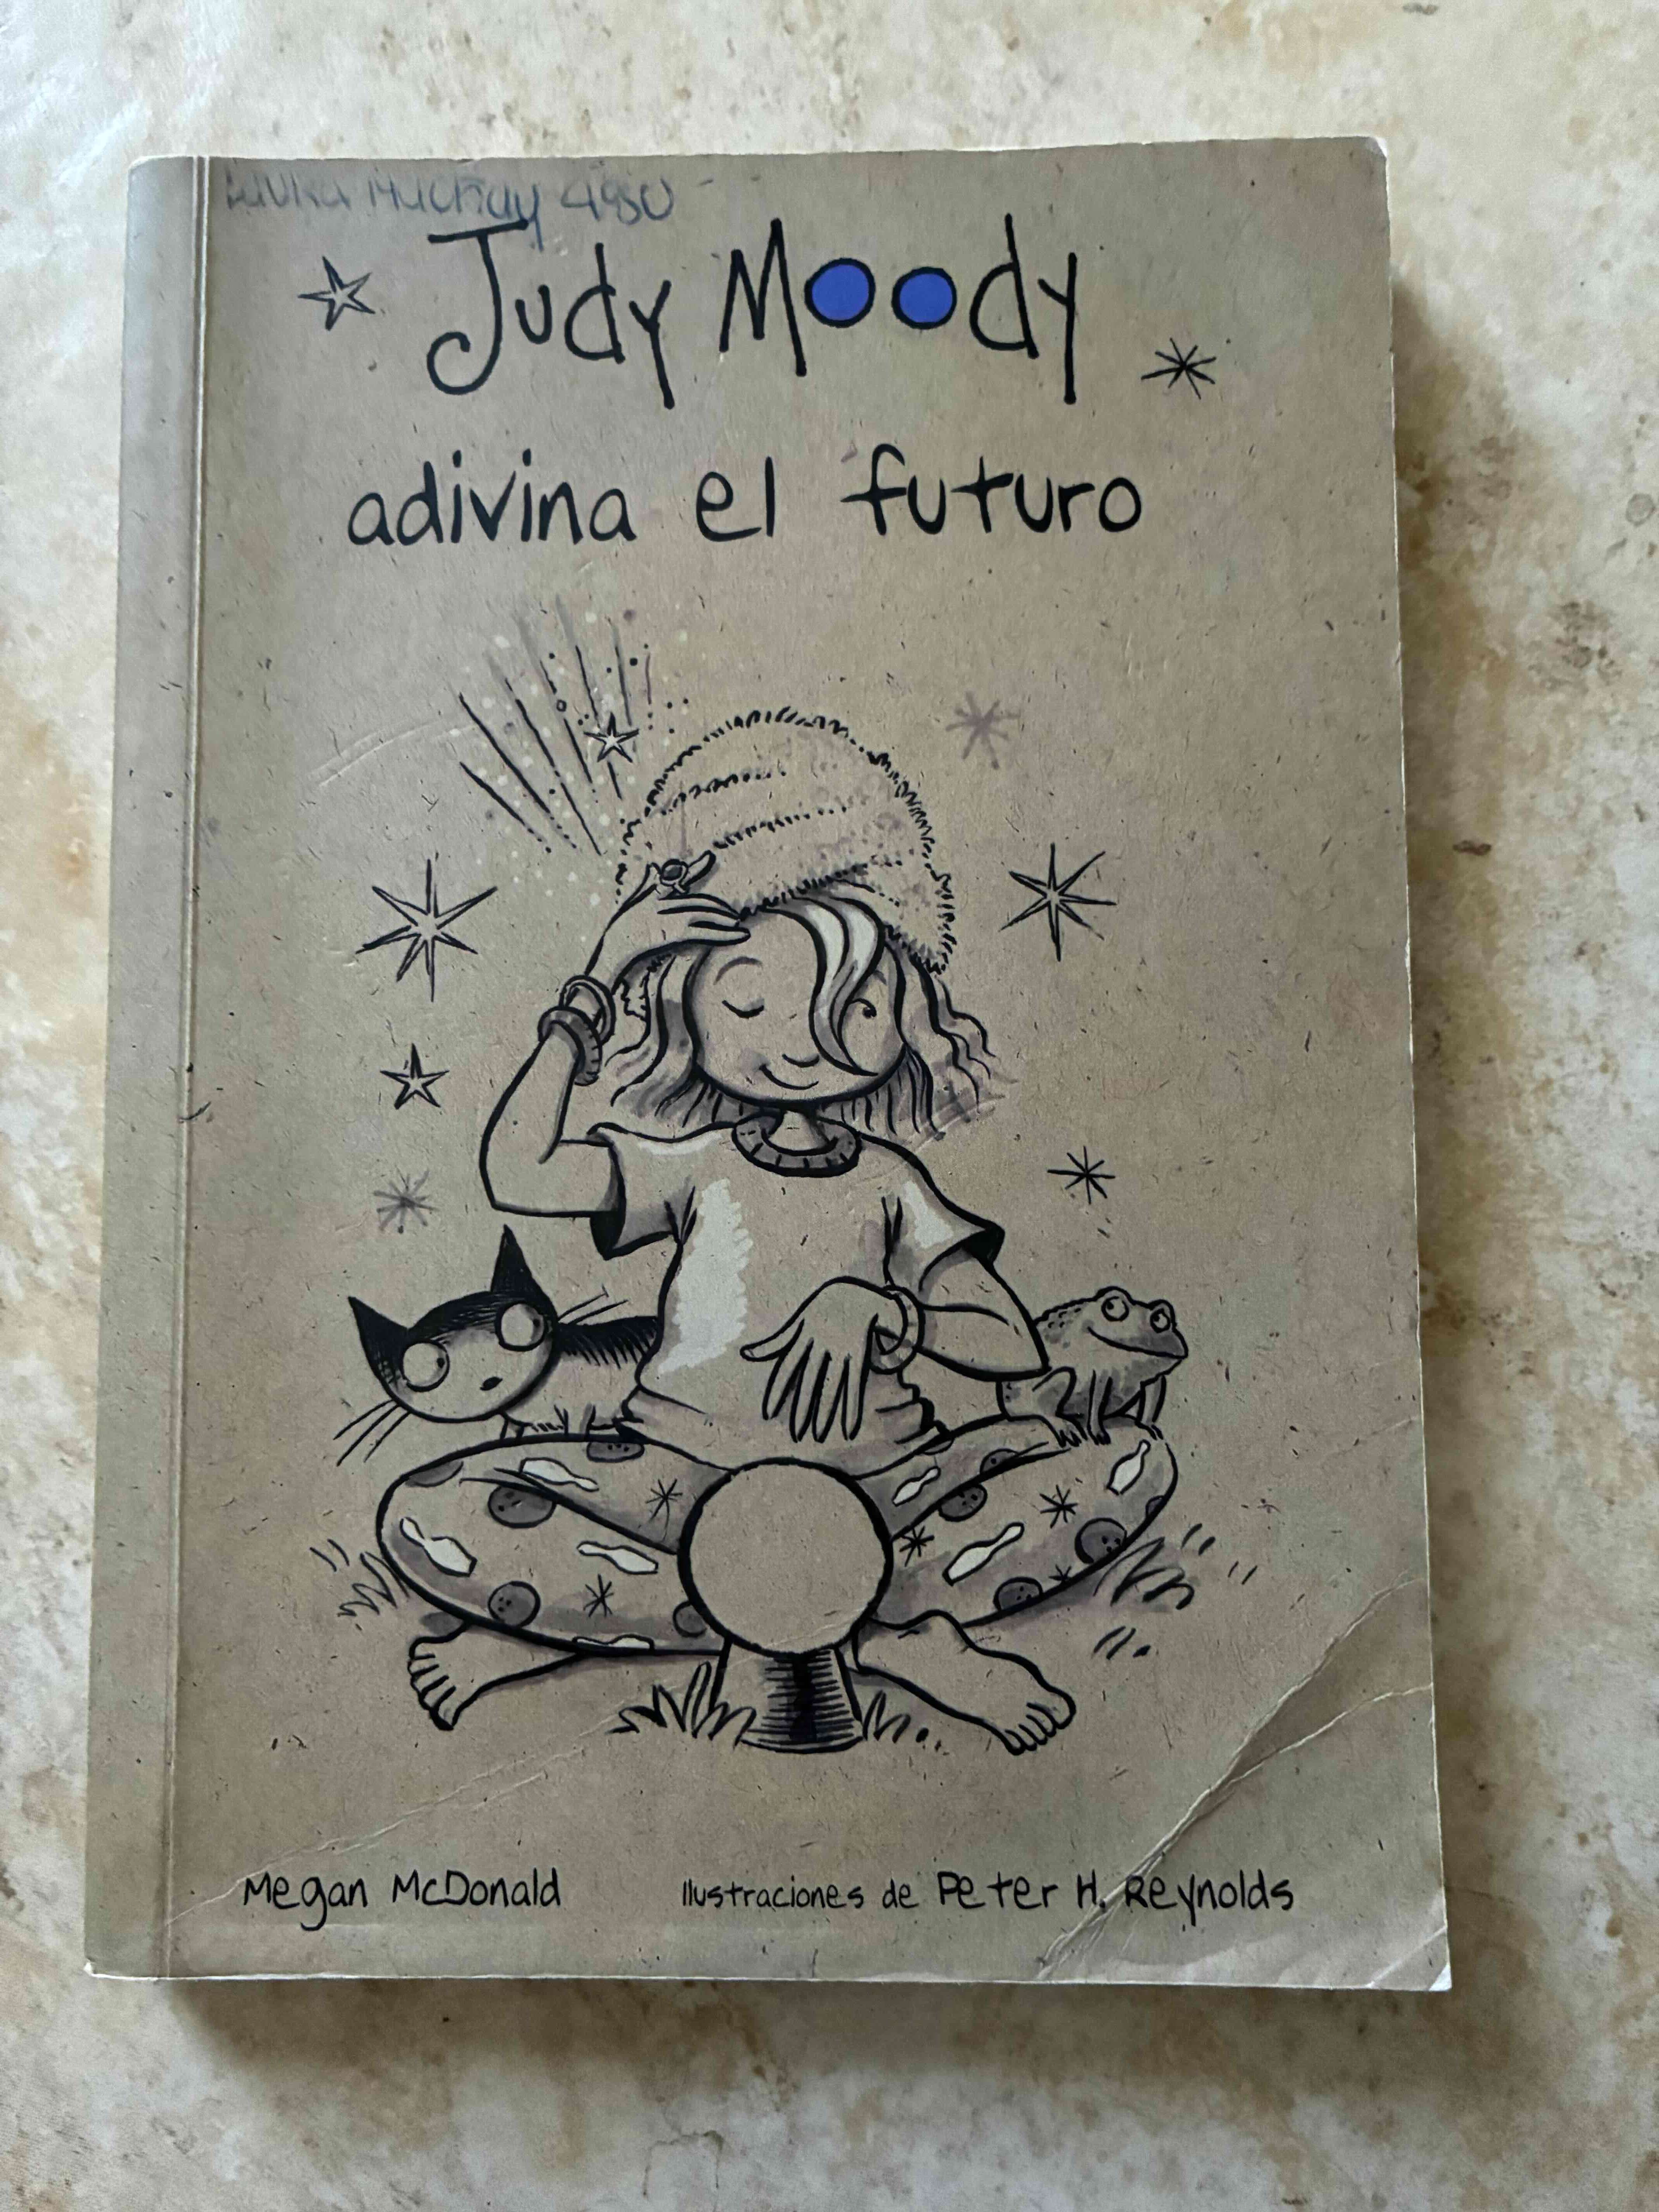 Judy Moody
adivina el futuro
Megan McDonald
Ilustraciones de Peter H. Reynolds